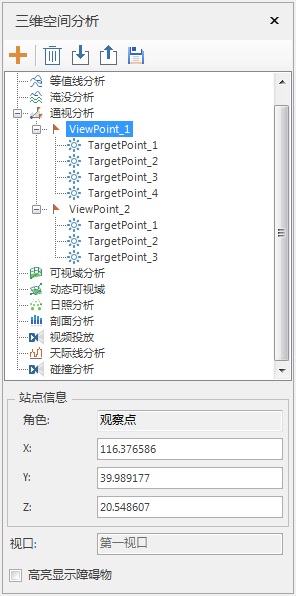 三维空间分析
等值线分析
淹没分析
通视分析
ViewPoint_1
TargetPoint_1
TargetPoint_2
TargetPoint_3
TargetPoint_4
ViewPoint_2
TargetPoint_1
TargetPoint_2
TargetPoint_3
可视域分析
动态可视域
日照分析
剖面分析
视频投放
天际线分析
碰撞分析
站点信息
角色: 观察点
X: 116.376586
Y: 39.989177
Z: 20.548607
视口: 第一视口
高亮显示障碍物